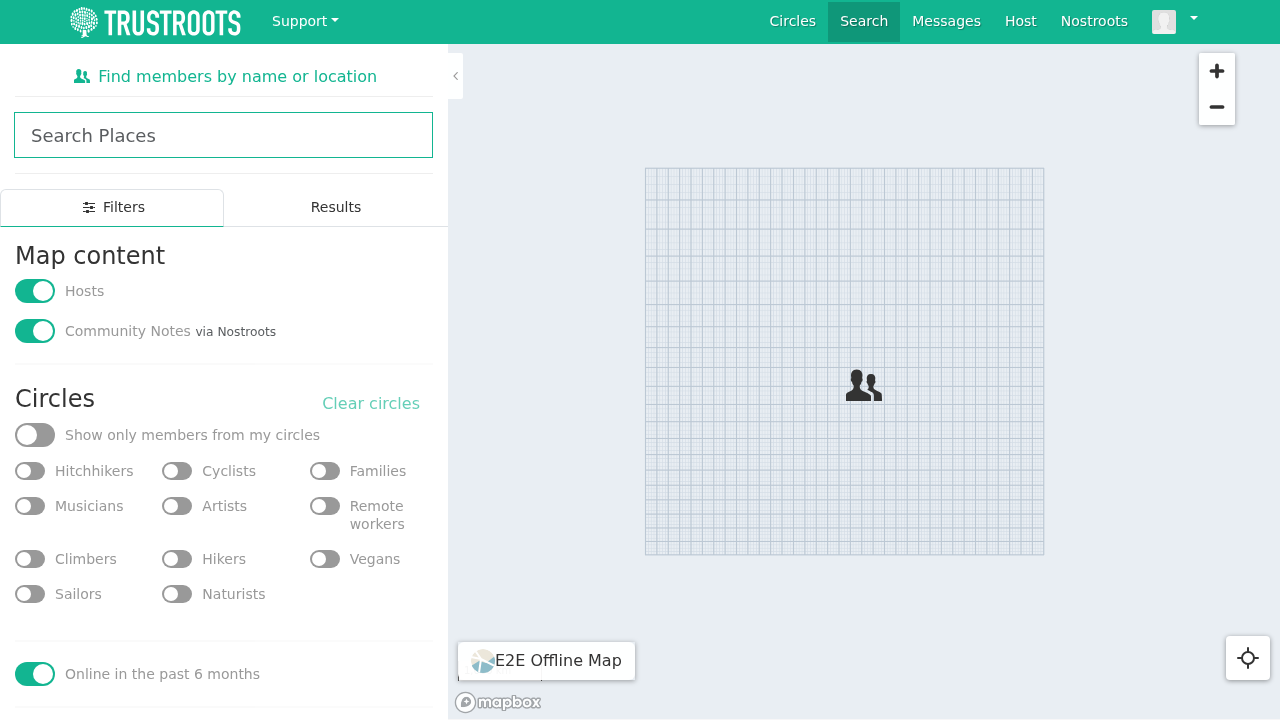 TRUSTROOTS
Support
Circles
Search
Messages
Host
Nostroots
Find members by name or location
Search Places
Filters
Results
Map content
Hosts
Community Notes via Nostroots
Circles
Clear circles
Show only members from my circles
Hitchhikers
Cyclists
Families
Musicians
Artists
Remote
workers
Climbers
Hikers
Vegans
Sailors
Naturists
Online in the past 6 months
E2E Offline Map
mapbox